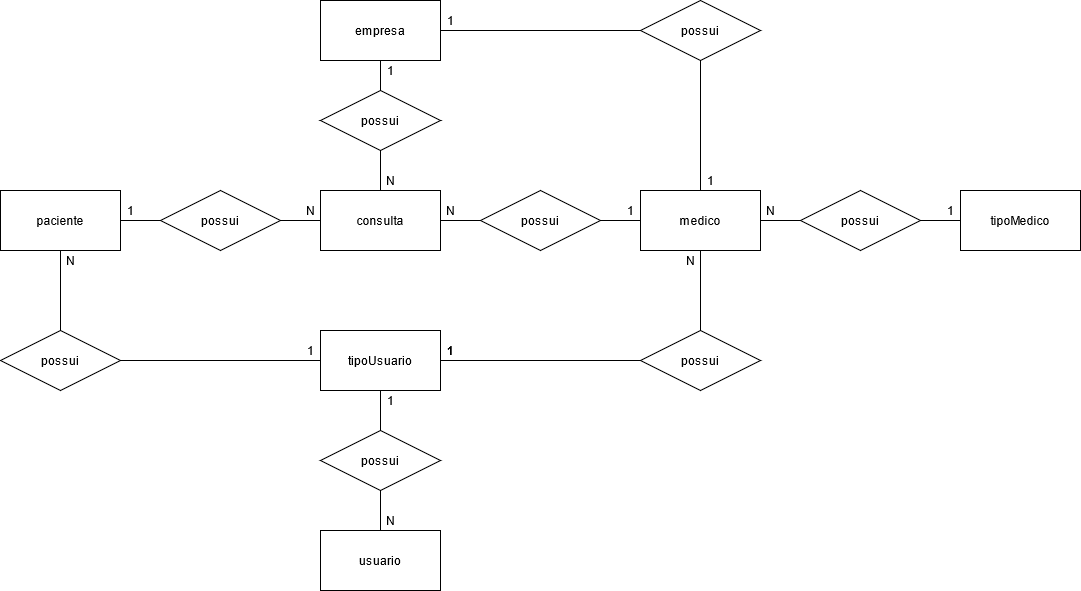 empresa
1
possui
1
possui
N
1
paciente
1
possui
N
consulta
N
possui
1
medico
N
possui
1
tipoMedico
N
N
possui
1
tipoUsuario
1
possui
1
possui
N
usuario